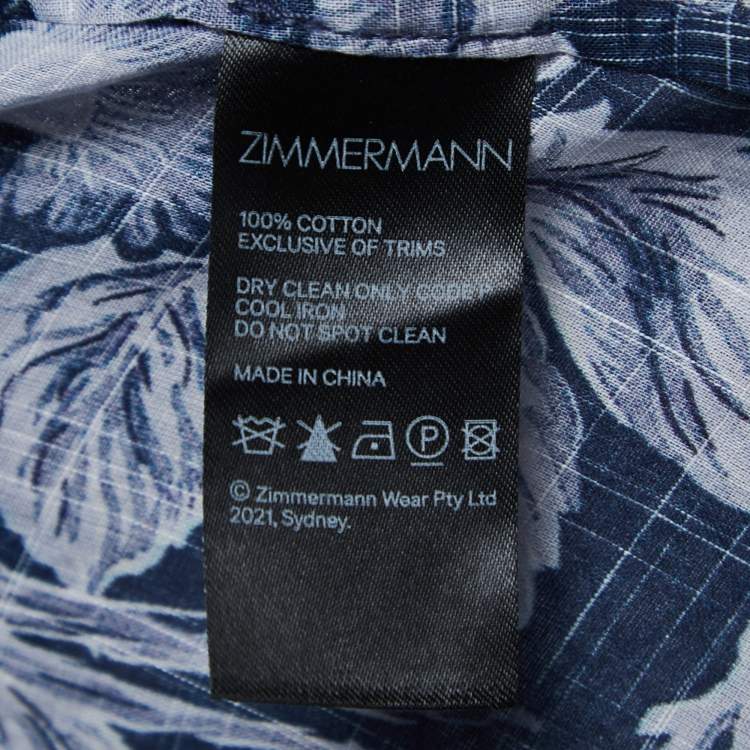 ZIMMERMANN
100% COTTON
EXCLUSIVE OF TRIMS
DRY CLEAN ONLY CODE P
COOL IRON
DO NOT SPOT CLEAN
MADE IN CHINA
P
© Zimmermann Wear Pty Ltd
2021, Sydney.